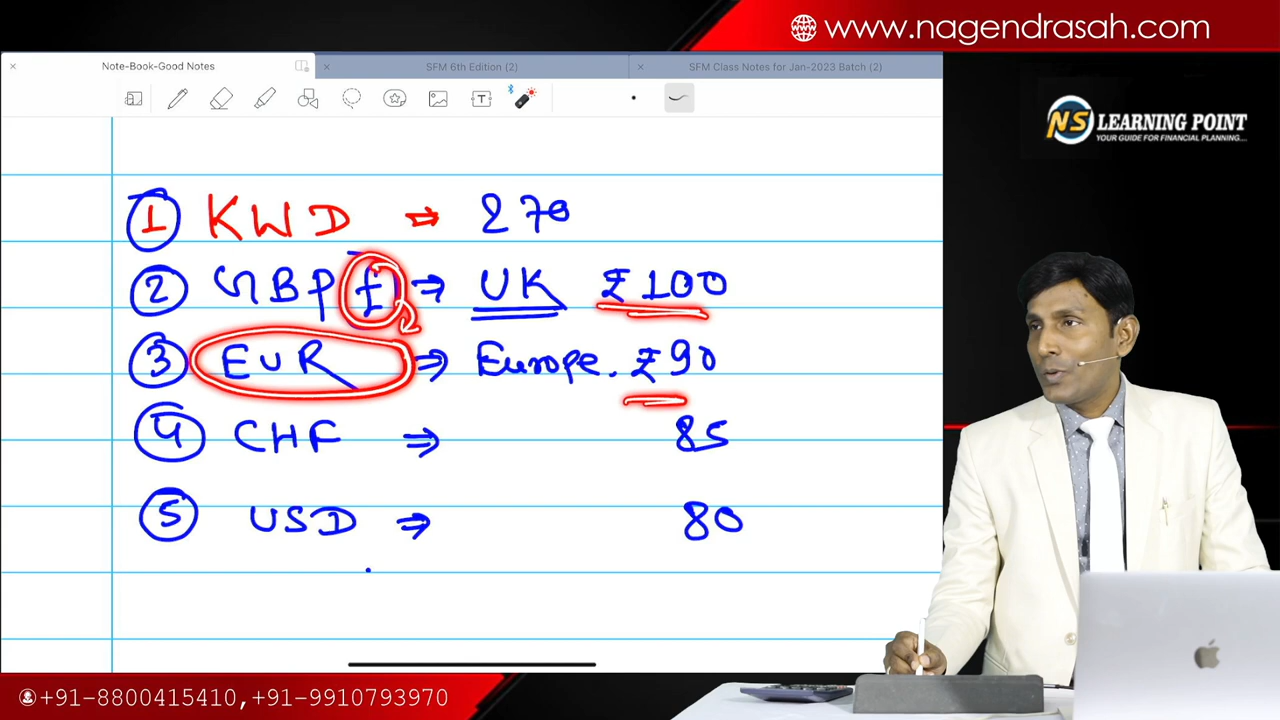 www.nagendrasah.com
Note-Book-Good Notes
SFM 6th Edition (2)
SFM Class Notes for Jan-2023 Batch (2)
NS LEARNING POINT
YOUR GUIDE FOR FINANCIAL PLANNING....
① KWD ⇒ 270
② GBP £ ⇒ UK ₹100
③ EUR ⇒ Europe. ₹90
④ CHF ⇒ 85
⑤ USD ⇒ 80
+91-8800415410,+91-9910793970